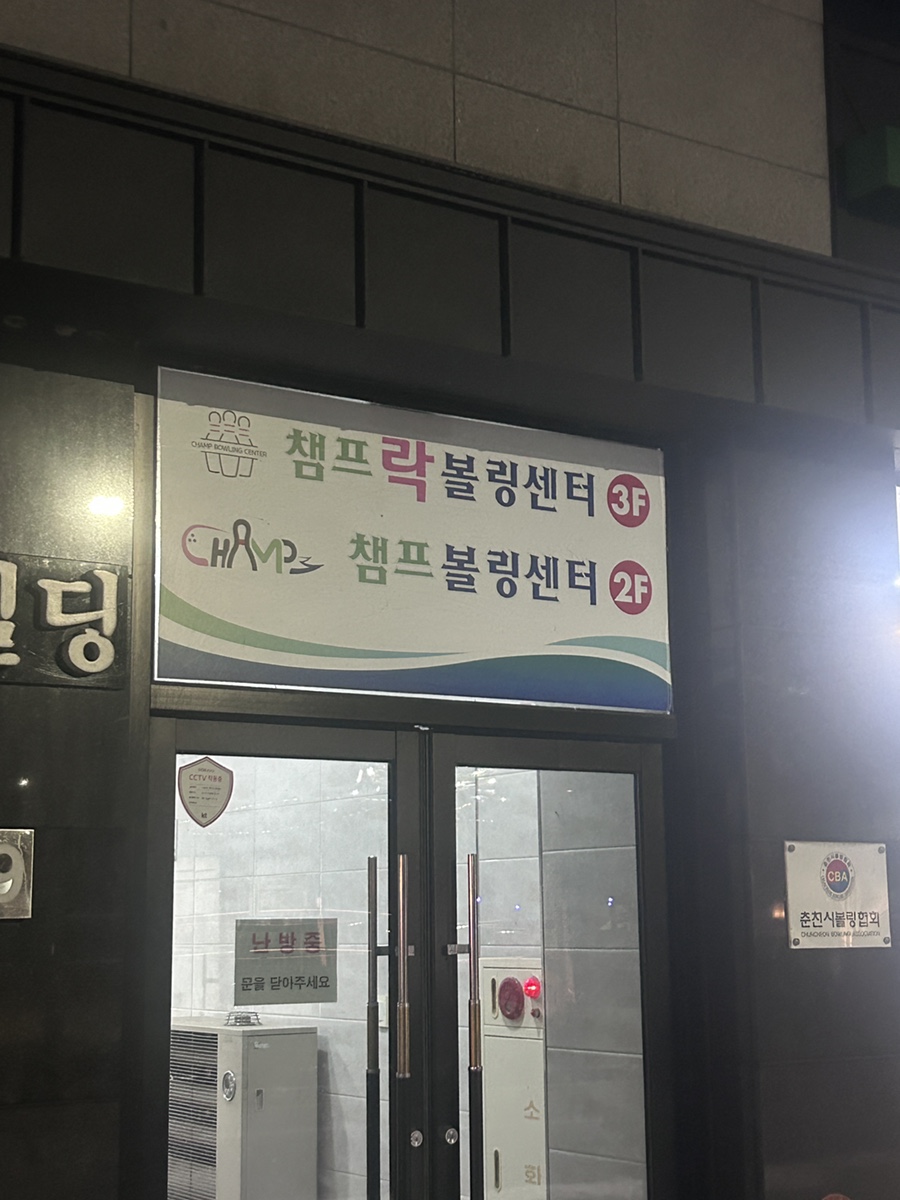 CHAMP BOWLING CENTER
챔프락볼링센터 3F
CHAMP 챔프볼링센터 2F
딩
9
CCTV 작동중
kt
난방중
문을 닫아주세요
CBA
춘천시볼링협회
CHUNCHEON BOWLING ASSOCIATION
소
화